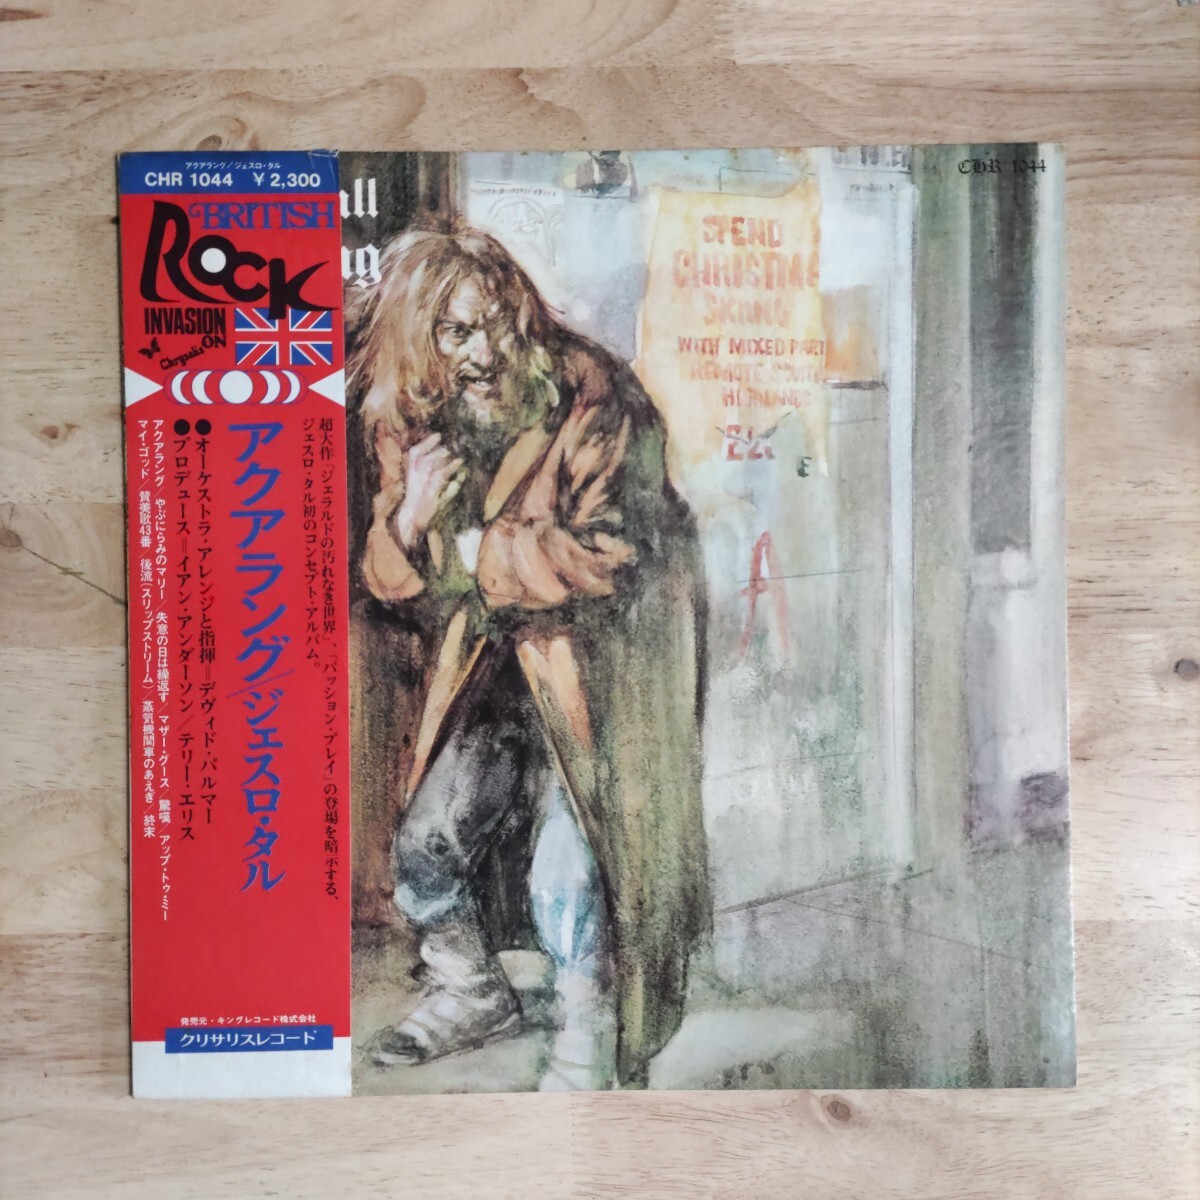 アクアラング/ジェスロ・タル
CHR 1044 ¥2,300
BRITISH
ROCK
INVASION
ON
Chrysalis
超大作『ジェラルドの汚れなき世界』、『パッション・プレイ』の登場を暗示する、
ジェスロ・タル初のコンセプト・アルバム。
アクアラング/ジェスロ・タル
●オーケストラ・アレンジと指揮=デヴィド・パルマー
●プロデュース=イアン・アンダーソン/テリー・エリス
アクアラング/やぶにらみのマリー/失意の日は繰返す/マザー・グース/驚嘆/アップ・トゥ・ミー
マイ・ゴッド/賛美歌43番/後流(スリップストリーム)/蒸気機関車のあえぎ/終末
発売元・キングレコード株式会社
クリサリスレコード
all
ng
CHR 1044
SPEND
CHRISTMA
SKIING
WITH MIXED PART
REMOTE
HIGHLANDS
E
A